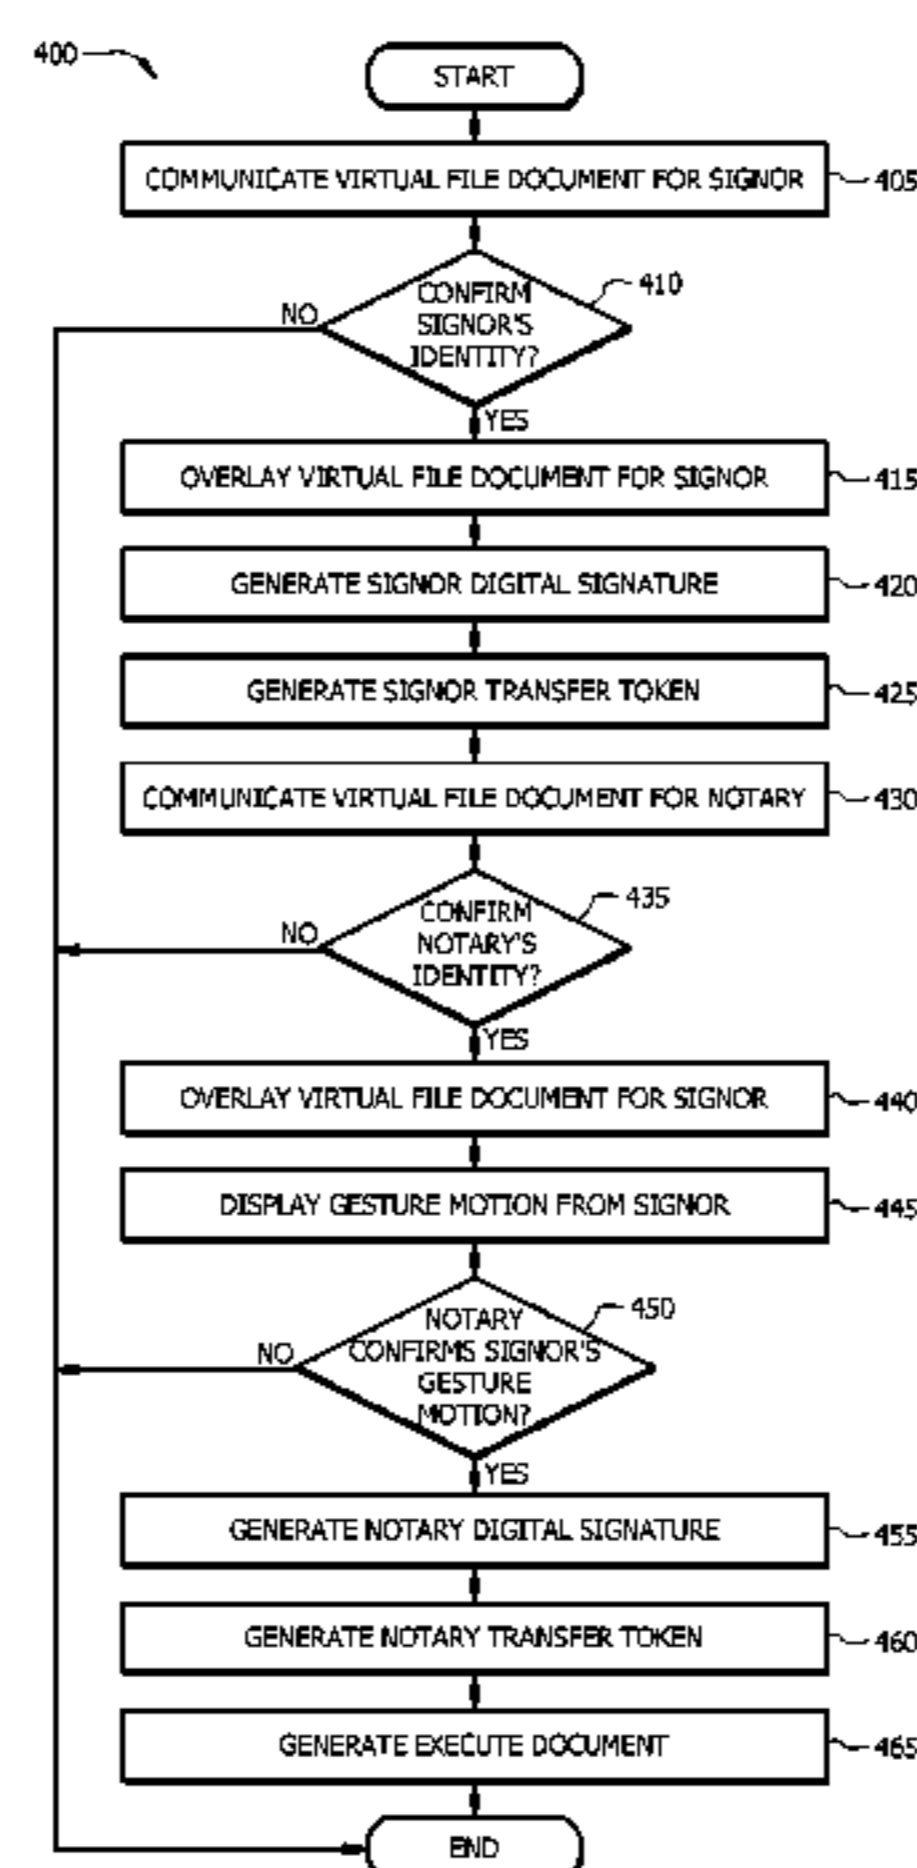 400
START
COMMUNICATE VIRTUAL FILE DOCUMENT FOR SIGNOR
405
410
CONFIRM
SIGNOR'S
IDENTITY?
NO
YES
OVERLAY VIRTUAL FILE DOCUMENT FOR SIGNOR
415
GENERATE SIGNOR DIGITAL SIGNATURE
420
GENERATE SIGNOR TRANSFER TOKEN
425
COMMUNICATE VIRTUAL FILE DOCUMENT FOR NOTARY
430
435
CONFIRM
NOTARY'S
IDENTITY?
NO
YES
OVERLAY VIRTUAL FILE DOCUMENT FOR SIGNOR
440
DISPLAY GESTURE MOTION FROM SIGNOR
445
450
NOTARY
CONFIRMS SIGNOR'S
GESTURE
MOTION?
NO
YES
GENERATE NOTARY DIGITAL SIGNATURE
455
GENERATE NOTARY TRANSFER TOKEN
460
GENERATE EXECUTE DOCUMENT
465
END